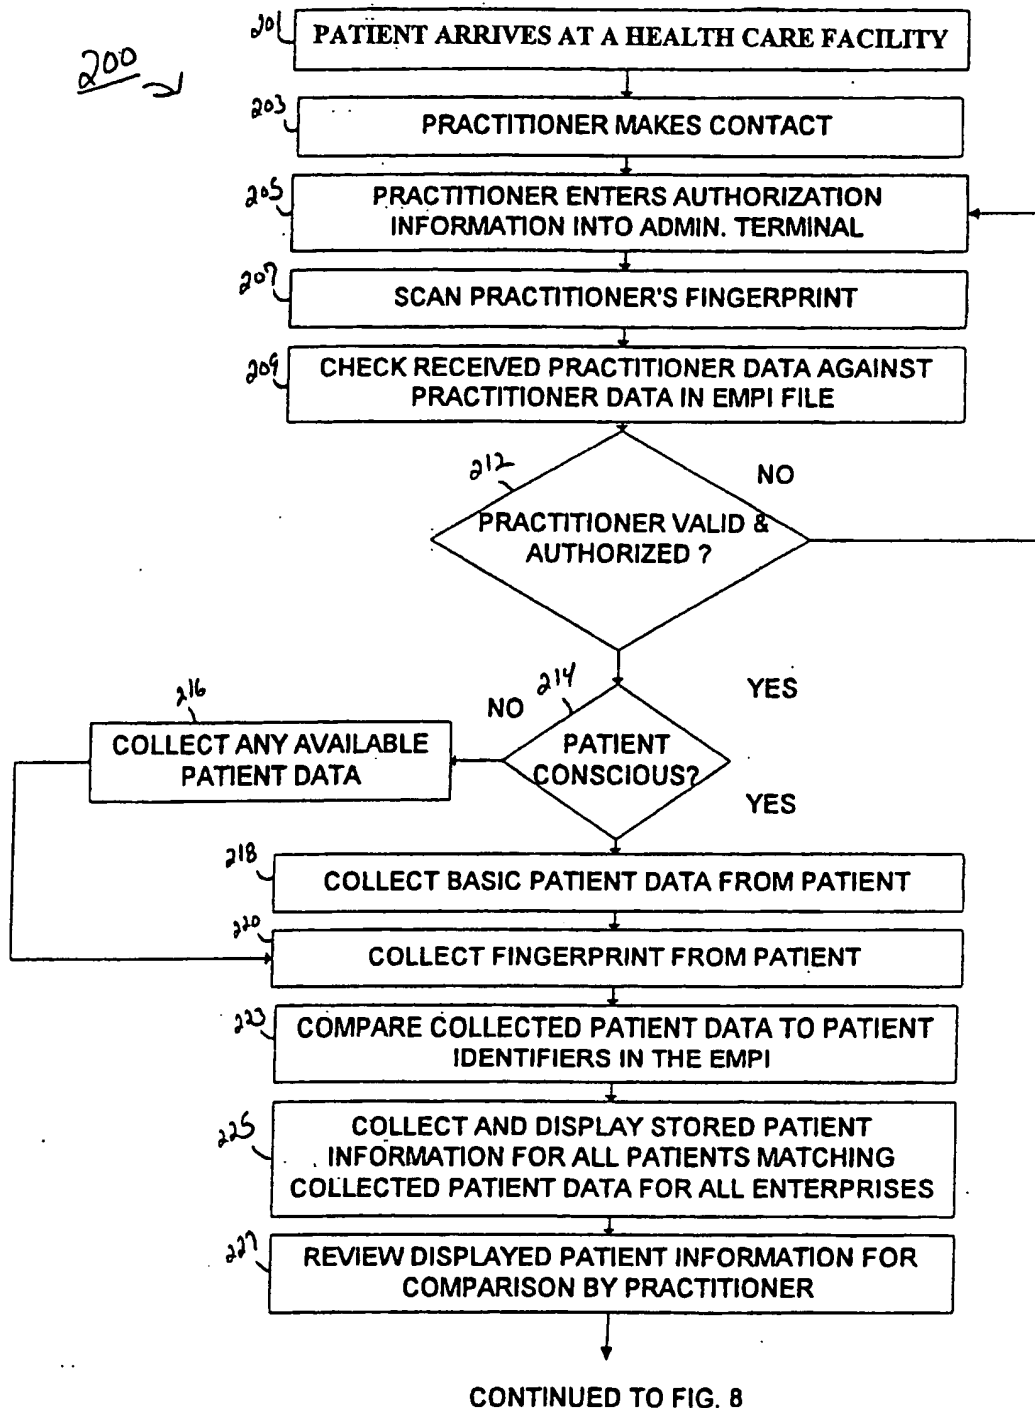 200
201
PATIENT ARRIVES AT A HEALTH CARE FACILITY
203
PRACTITIONER MAKES CONTACT
205
PRACTITIONER ENTERS AUTHORIZATION
INFORMATION INTO ADMIN. TERMINAL
207
SCAN PRACTITIONER'S FINGERPRINT
209
CHECK RECEIVED PRACTITIONER DATA AGAINST
PRACTITIONER DATA IN EMPI FILE
212
NO
PRACTITIONER VALID &
AUTHORIZED ?
214
YES
NO
216
PATIENT
CONSCIOUS?
COLLECT ANY AVAILABLE
PATIENT DATA
YES
218
COLLECT BASIC PATIENT DATA FROM PATIENT
220
COLLECT FINGERPRINT FROM PATIENT
223
COMPARE COLLECTED PATIENT DATA TO PATIENT
IDENTIFIERS IN THE EMPI
225
COLLECT AND DISPLAY STORED PATIENT
INFORMATION FOR ALL PATIENTS MATCHING
COLLECTED PATIENT DATA FOR ALL ENTERPRISES
227
REVIEW DISPLAYED PATIENT INFORMATION FOR
COMPARISON BY PRACTITIONER
CONTINUED TO FIG. 8